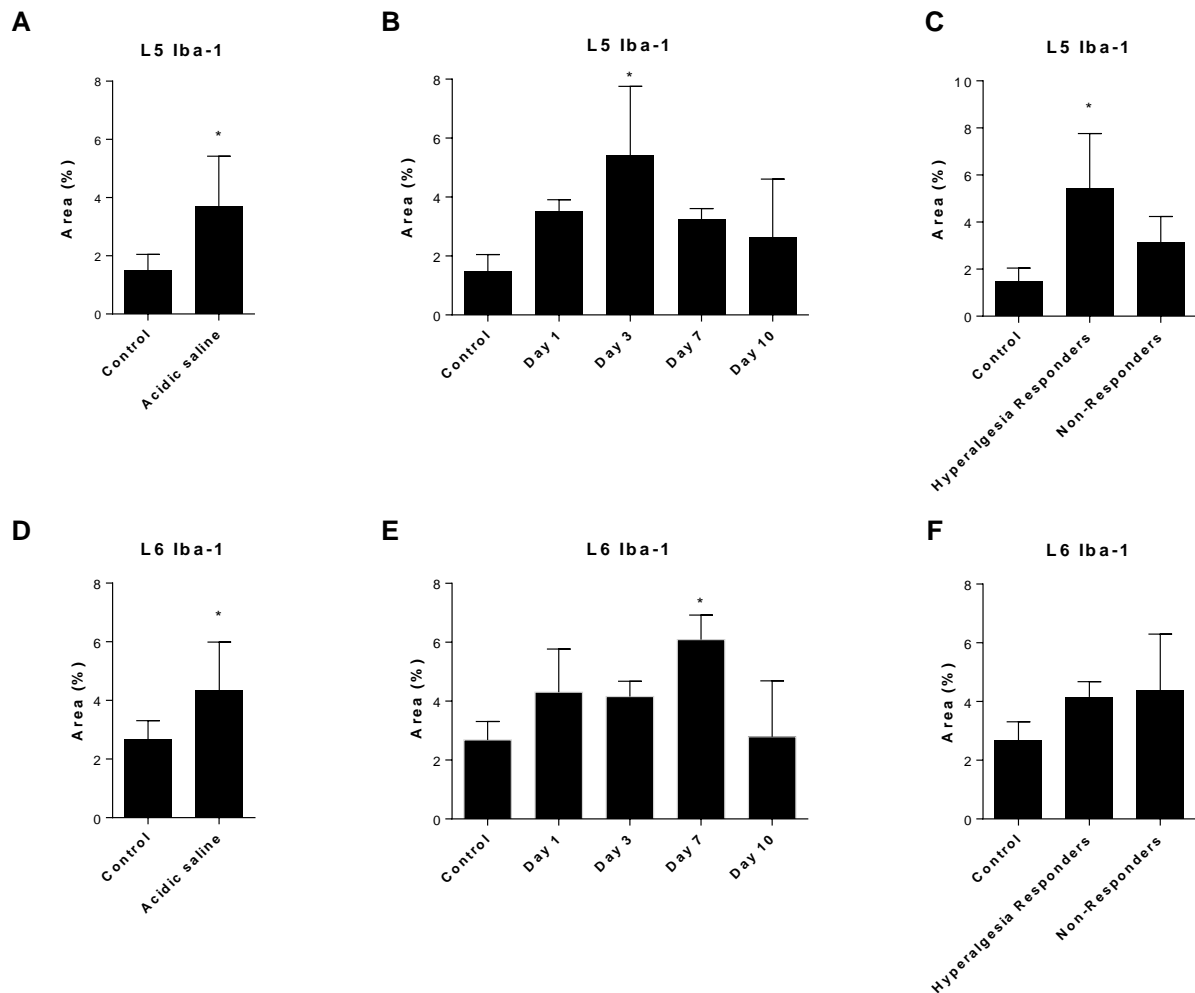 A
L5 Iba-1
Area (%)
8
6
4
2
0
*
Control
Acidic saline
B
L5 Iba-1
Area (%)
8
6
4
2
0
*
Control
Day 1
Day 3
Day 7
Day 10
C
L5 Iba-1
Area (%)
10
8
6
4
2
0
*
Control
Hyperalgesia Responders
Non-Responders
D
L6 Iba-1
Area (%)
8
6
4
2
0
*
Control
Acidic saline
E
L6 Iba-1
Area (%)
8
6
4
2
0
*
Control
Day 1
Day 3
Day 7
Day 10
F
L6 Iba-1
Area (%)
8
6
4
2
0
Control
Hyperalgesia Responders
Non-Responders